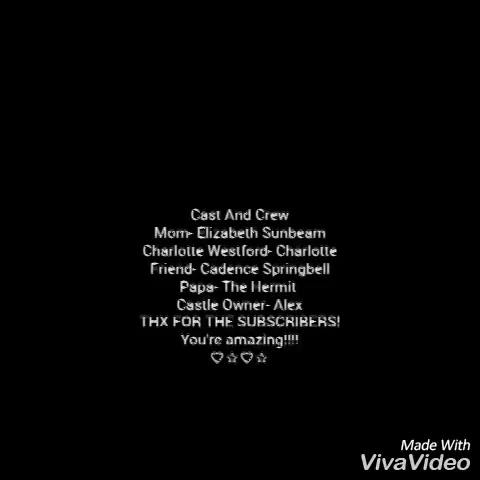 Cast And Crew
Mom- Elizabeth Sunbeam
Charlotte Westford- Charlotte
Friend- Cadence Springbell
Papa- The Hermit
Castle Owner- Alex
THX FOR THE SUBSCRIBERS!
You're amazing!!!!
♡☆♡☆
Made With
VivaVideo